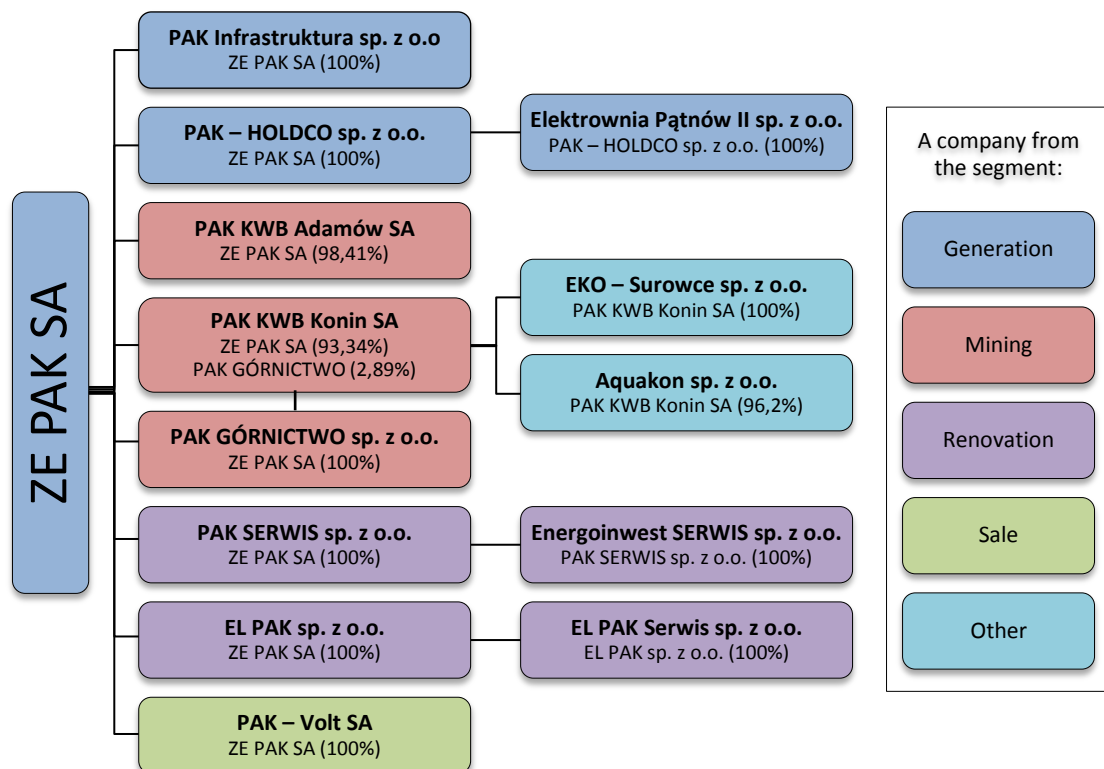 ZE PAK SA
PAK Infrastruktura sp. z o.o
ZE PAK SA (100%)
PAK – HOLDCO sp. z o.o.
ZE PAK SA (100%)
Elektrownia Pątnów II sp. z o.o.
PAK – HOLDCO sp. z o.o. (100%)
PAK KWB Adamów SA
ZE PAK SA (98,41%)
PAK KWB Konin SA
ZE PAK SA (93,34%)
PAK GÓRNICTWO (2,89%)
EKO – Surowce sp. z o.o.
PAK KWB Konin SA (100%)
Aquakon sp. z o.o.
PAK KWB Konin SA (96,2%)
PAK GÓRNICTWO sp. z o.o.
ZE PAK SA (100%)
PAK SERWIS sp. z o.o.
ZE PAK SA (100%)
Energoinwest SERWIS sp. z o.o.
PAK SERWIS sp. z o.o. (100%)
EL PAK sp. z o.o.
ZE PAK SA (100%)
EL PAK Serwis sp. z o.o.
EL PAK sp. z o.o. (100%)
PAK – Volt SA
ZE PAK SA (100%)
A company from
the segment:
Generation
Mining
Renovation
Sale
Other